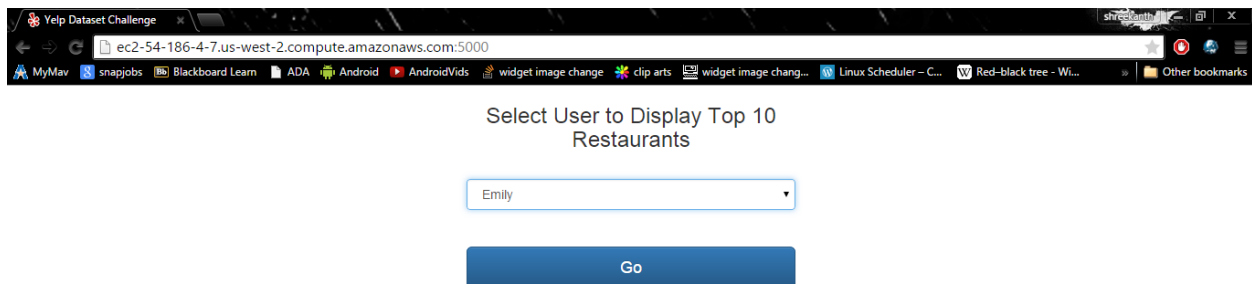 Yelp Dataset Challenge
shreekanth
ec2-54-186-4-7.us-west-2.compute.amazonaws.com:5000
MyMav snapjobs Blackboard Learn ADA Android AndroidVids widget image change clip arts widget image chang... Linux Scheduler – C... Red–black tree - Wi... » Other bookmarks
Select User to Display Top 10
Restaurants
Emily
Go